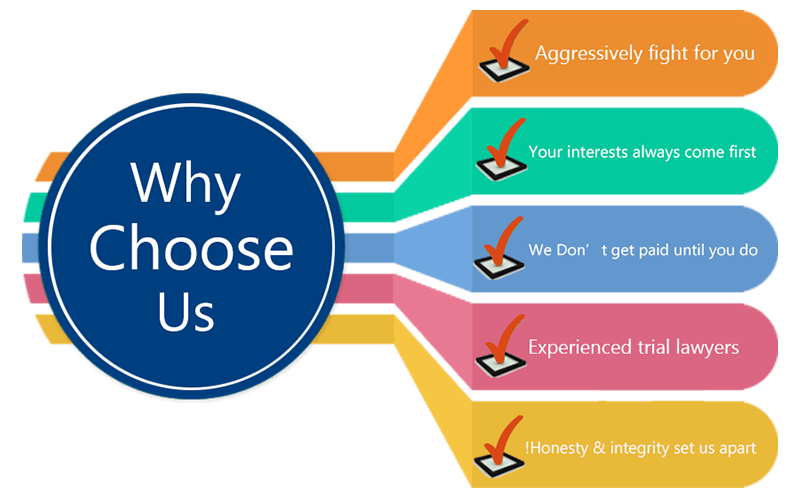 Why
Choose
Us
Aggressively fight for you
Your interests always come first
We Don’t get paid until you do
Experienced trial lawyers
!Honesty & integrity set us apart